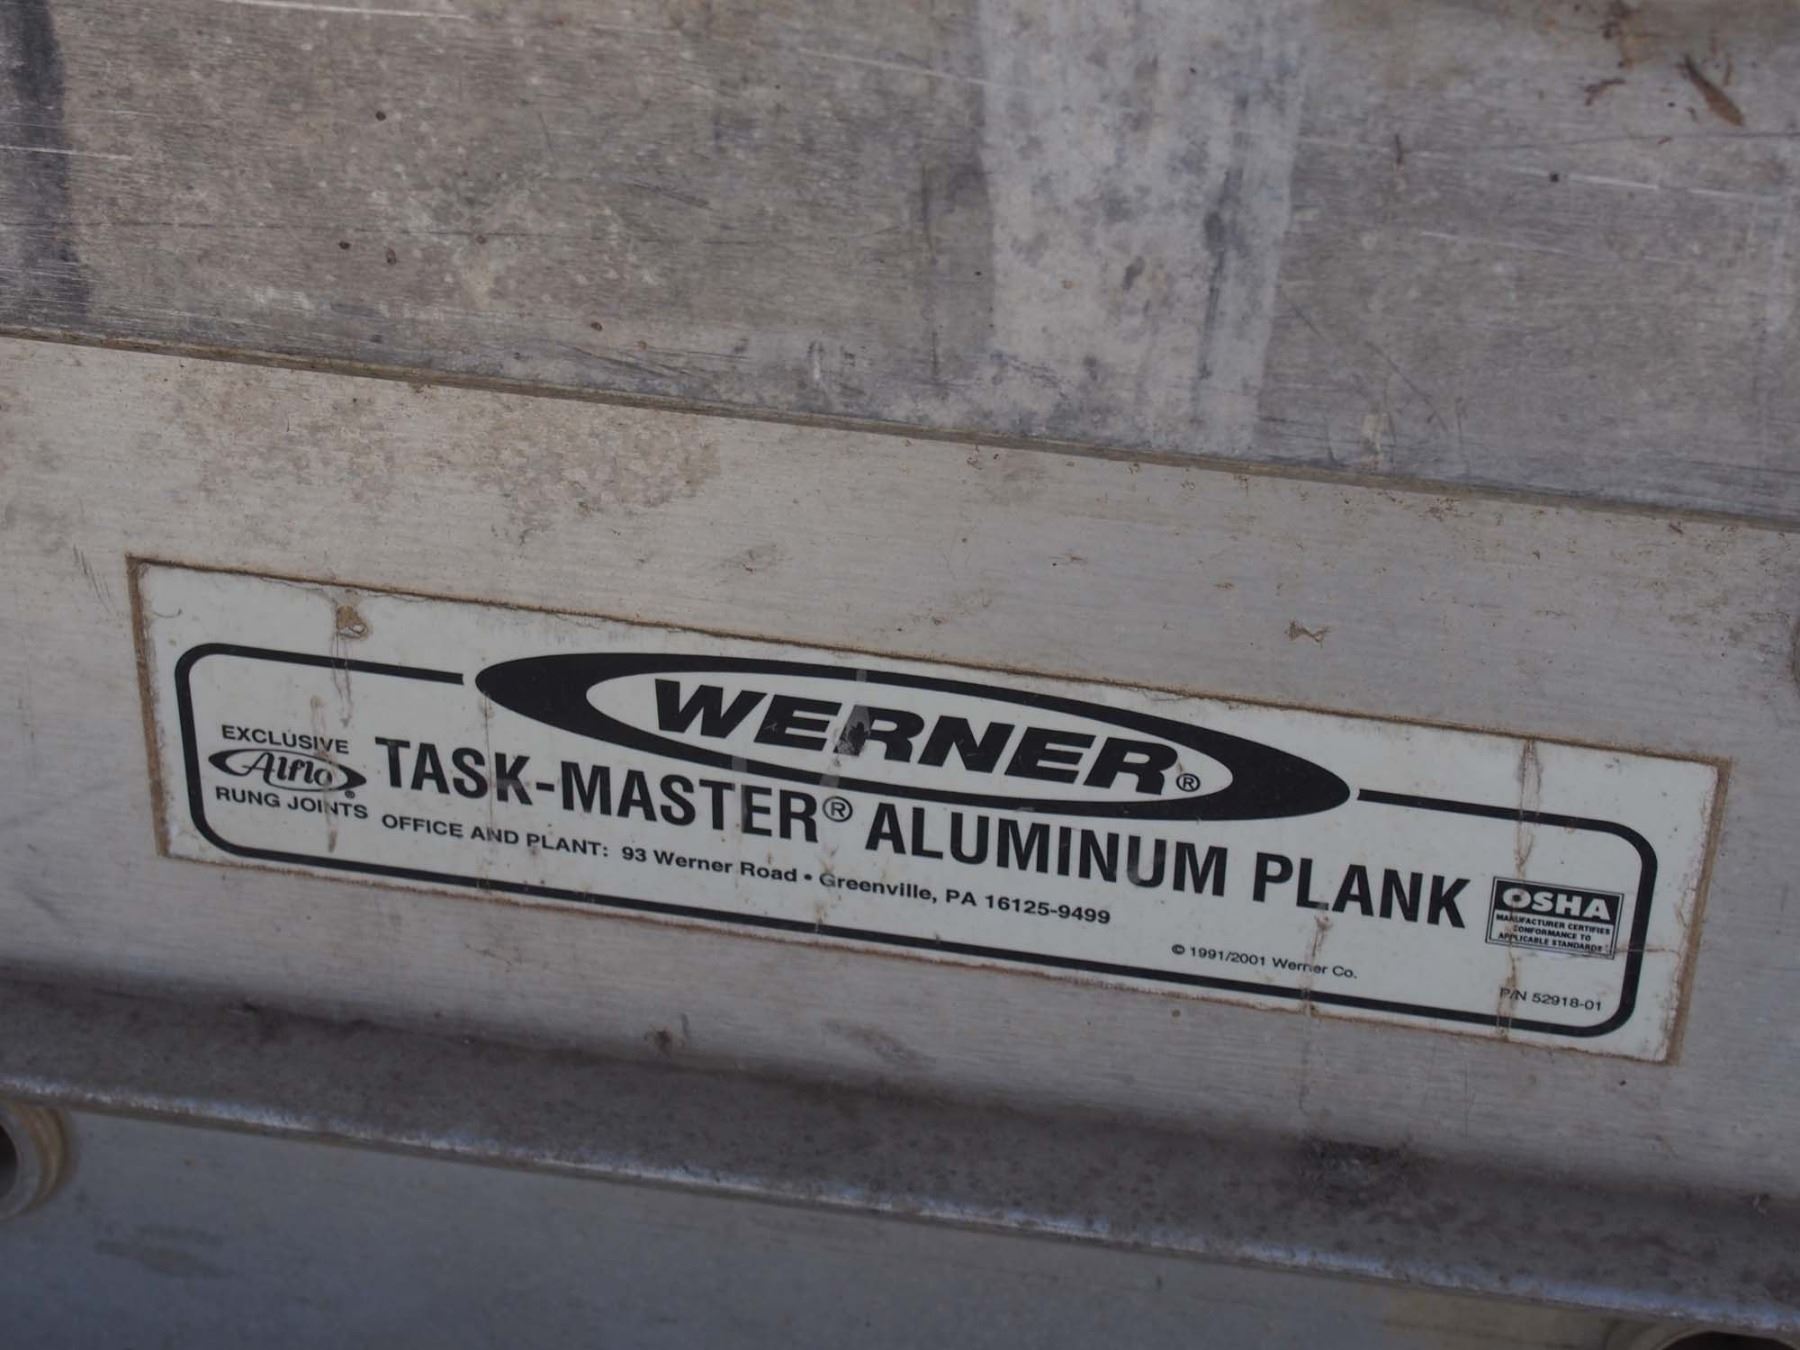 WERNER®
EXCLUSIVE
Alflo®
RUNG JOINTS
TASK-MASTER® ALUMINUM PLANK
OFFICE AND PLANT: 93 Werner Road • Greenville, PA 16125-9499
OSHA
MANUFACTURER CERTIFIES
CONFORMANCE TO
APPLICABLE STANDARDS
© 1991/2001 Werner Co.
P/N 52918-01